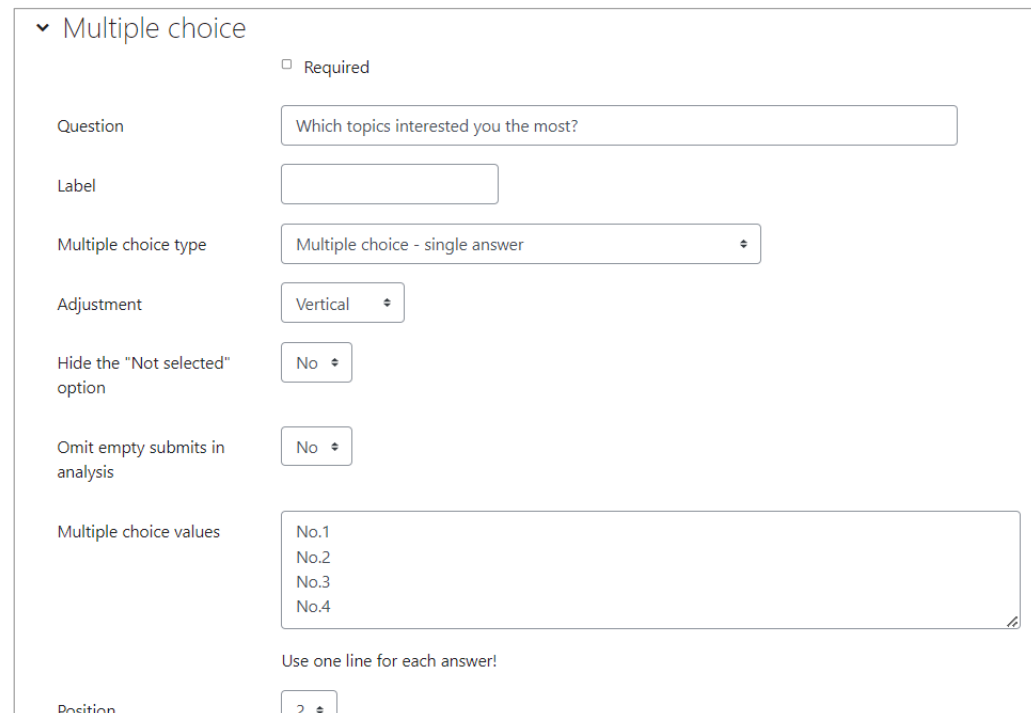 Multiple choice
Required
Question
Which topics interested you the most?
Label
Multiple choice type
Multiple choice - single answer
Adjustment
Vertical
Hide the "Not selected"
option
No
Omit empty submits in
analysis
No
Multiple choice values
No.1
No.2
No.3
No.4
Use one line for each answer!
Position
2